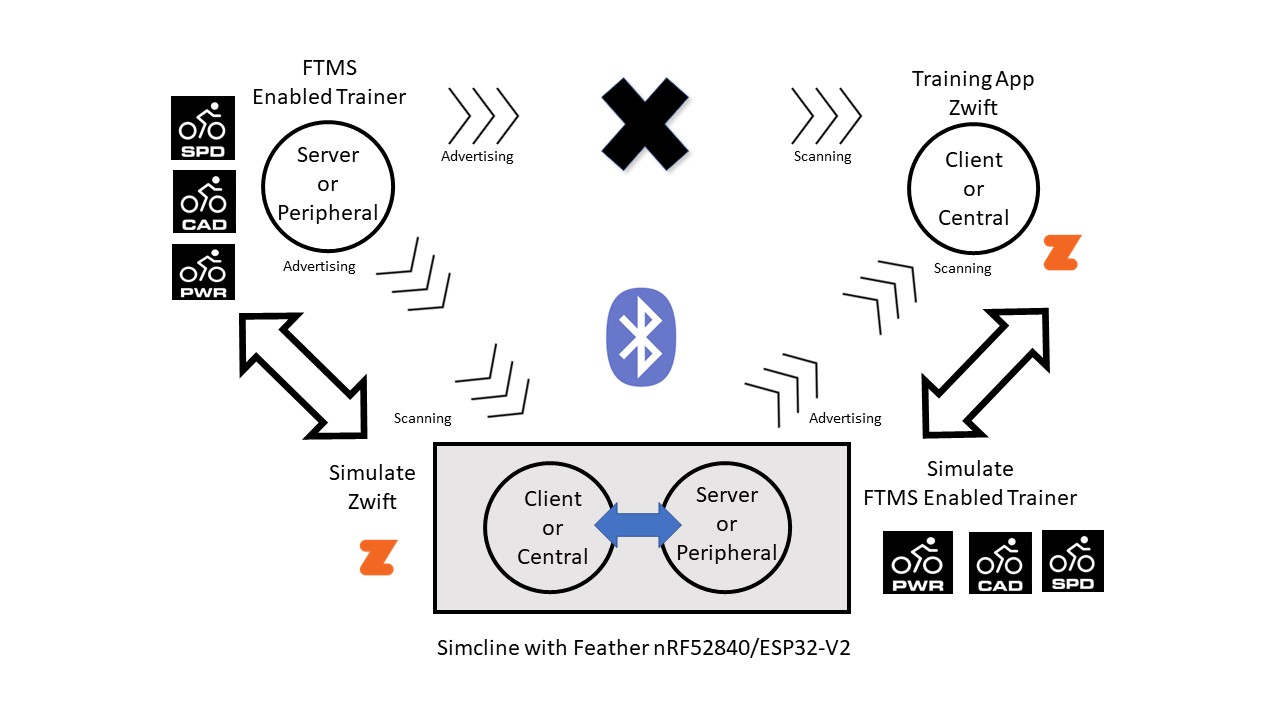 FTMS
Enabled Trainer
SPD
CAD
PWR
Server
or
Peripheral
Advertising
Advertising
Scanning
Training App
Zwift
Client
or
Central
Scanning
Scanning
Advertising
Simulate
Zwift
Client
or
Central
Server
or
Peripheral
Simulate
FTMS Enabled Trainer
PWR
CAD
SPD
Simcline with Feather nRF52840/ESP32-V2